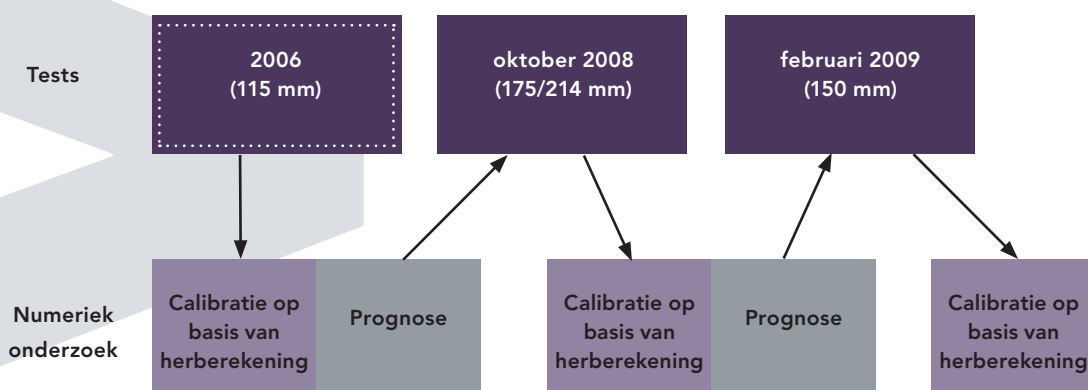 Tests
2006
(115 mm)
oktober 2008
(175/214 mm)
februari 2009
(150 mm)
Numeriek
onderzoek
Calibratie op
basis van
herberekening
Prognose
Calibratie op
basis van
herberekening
Prognose
Calibratie op
basis van
herberekening